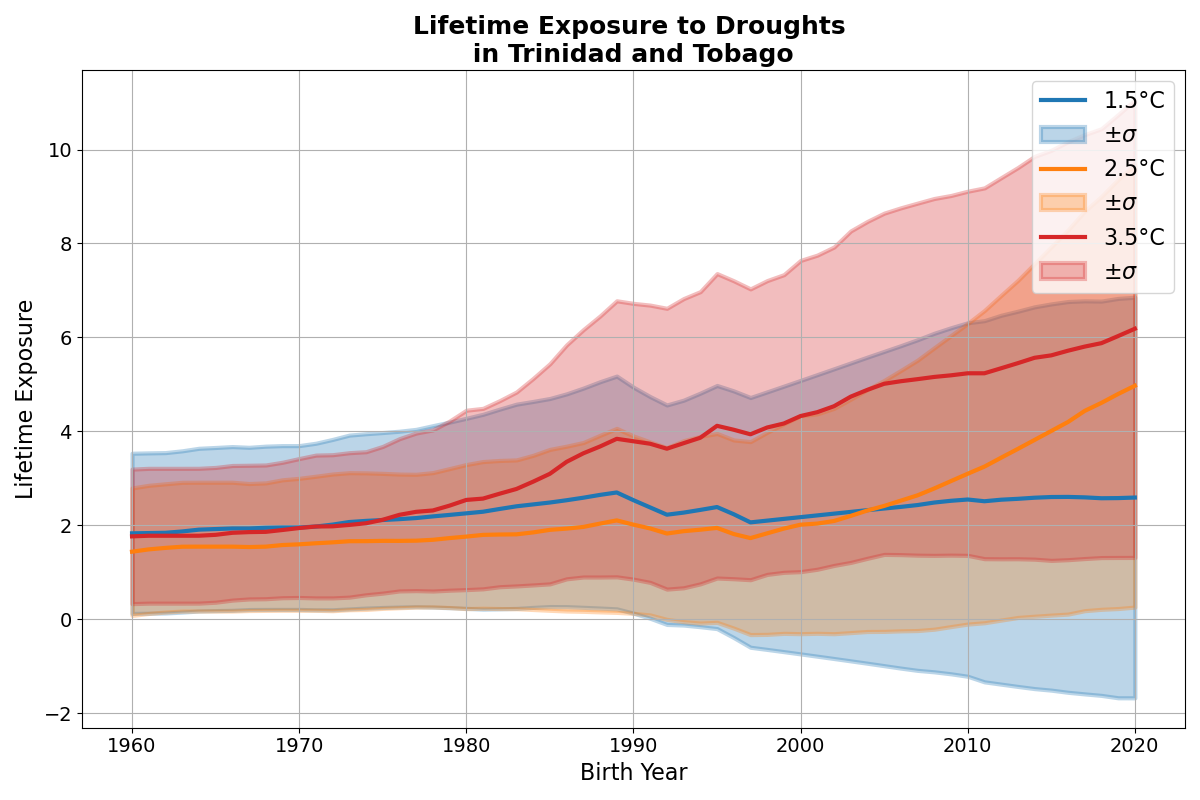 Lifetime Exposure to Droughts
in Trinidad and Tobago
Lifetime Exposure
10
8
6
4
2
0
−2
1960
1970
1980
1990
2000
2010
2020
Birth Year
1.5°C
±σ
2.5°C
±σ
3.5°C
±σ